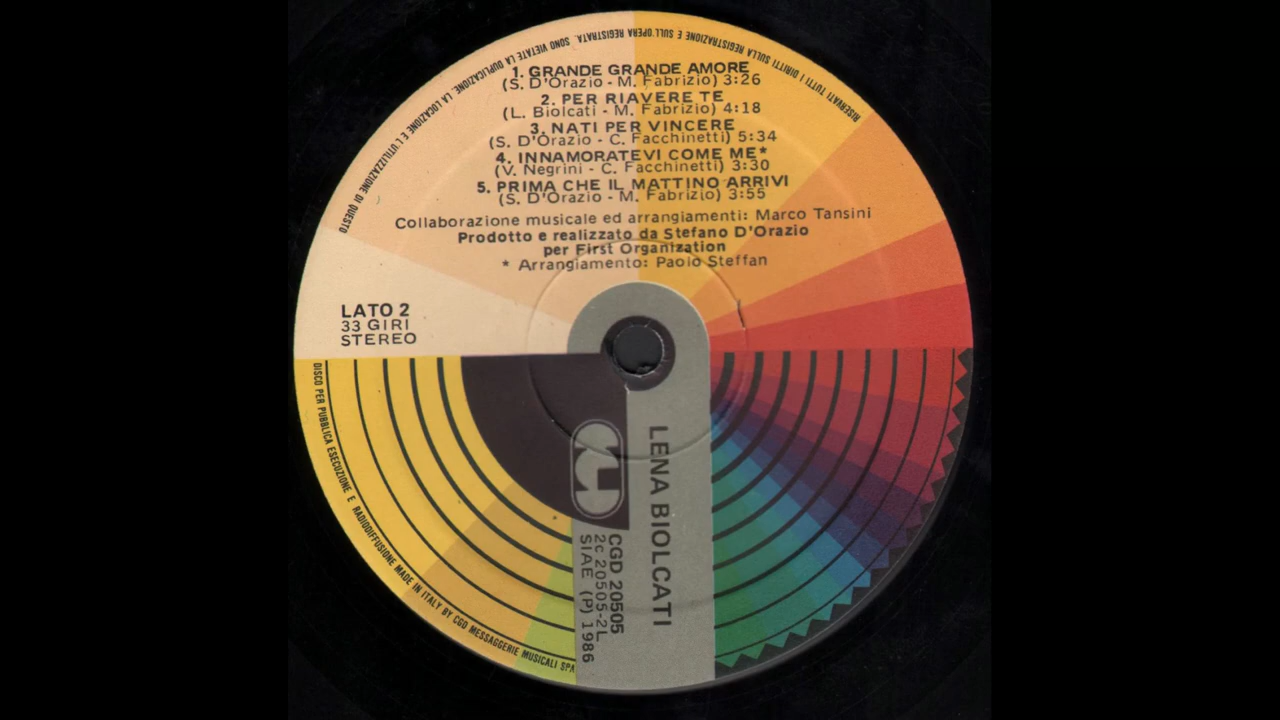 RISERVATI TUTTI I DIRITTI SULLA REGISTRAZIONE E SULL'OPERA REGISTRATA. SONO VIETATE LA DUPLICAZIONE, LA LOCAZIONE E L'UTILIZZAZIONE DI QUESTO
1. GRANDE GRANDE AMORE
(S. D'Orazio - M. Fabrizio) 3:26
2. PER RIAVERE TE
(L. Biolcati - M. Fabrizio) 4:18
3. NATI PER VINCERE
(S. D'Orazio - C. Facchinetti) 5:34
4. INNAMORATEVI COME ME*
(V. Negrini - C. Facchinetti) 3:30
5. PRIMA CHE IL MATTINO ARRIVI
(S. D'Orazio - M. Fabrizio) 3:55
Collaborazione musicale ed arrangiamenti: Marco Tansini
Prodotto e realizzato da Stefano D'Orazio
per First Organization
* Arrangiamento: Paolo Steffan
LATO 2
33 GIRI
STEREO
LENA BIOLCATI
CGD 20505
2c 20505-2L
SIAE (P) 1986
DISCO PER PUBBLICA ESECUZIONE E RADIODIFFUSIONE MADE IN ITALY BY CGD MESSAGGERIE MUSICALI SPA